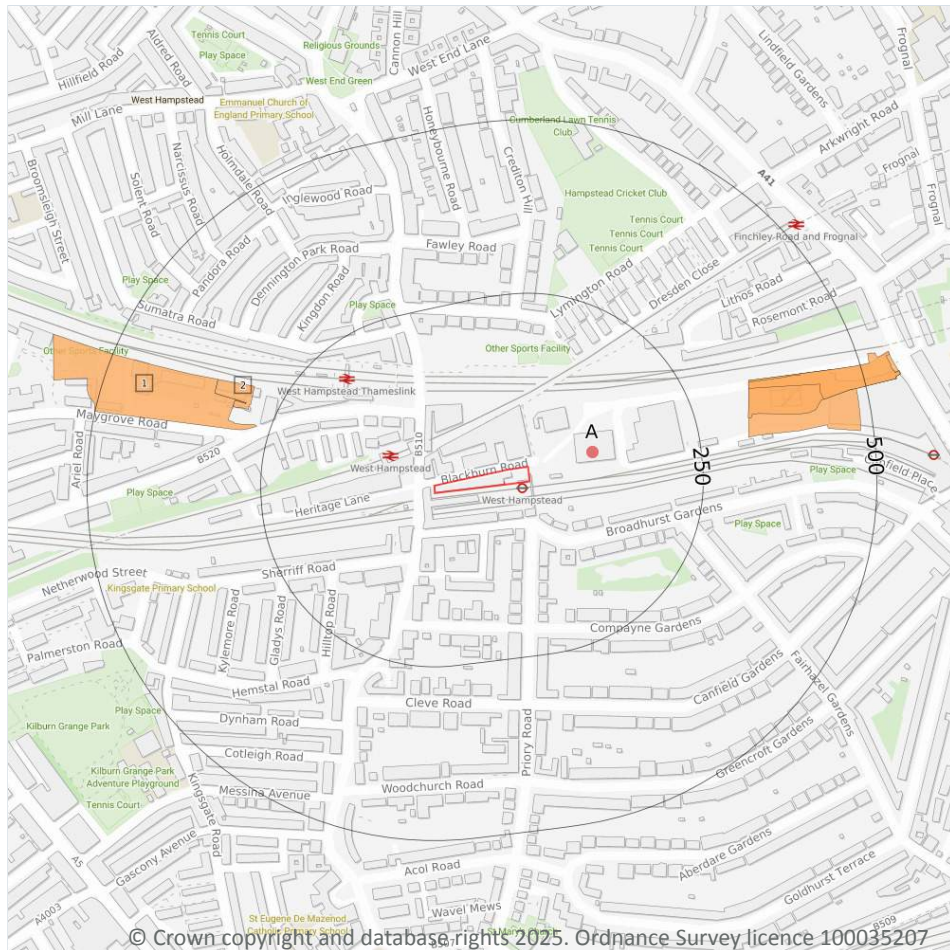 Hillfield Road
Aldred Road
Tennis Court
Play Space
Religious Grounds
Cannon Hill
West End Lane
West End Green
Lindfield Gardens
Frognal
West Hampstead
Mill Lane
Emmanuel Church of
England Primary School
Cumberland Lawn Tennis
Club
Arkwright Road
Frognal
Broomsleigh Street
Solent Road
Narcissus Road
Holmdale Road
Inglewood Road
Honeybourne Road
Crediton Hill
A41
Hampstead Cricket Club
Frognal
Tennis Court
Tennis Court
Tennis Court
Finchley Road and Frognal
Pandora Road
Dennington Park Road
Fawley Road
Kingdon Road
Lymington Road
Dresden Close
Lithos Road
Rosemont Road
Play Space
Sumatra Road
Play Space
Other Sports Facility
Other Sports Facility
1
2
West Hampstead Thameslink
Maygrove Road
B520
Ariel Road
B510
A
West Hampstead
Blackburn Road
250
500
West Hampstead
Play Space
Heritage Lane
Play Space
Broadhurst Gardens
Play Space
Netherwood Street
Sherriff Road
Kingsgate Primary School
Kylemore Road
Gladys Road
Hilltop Road
Compayne Gardens
Palmerston Road
Hemstal Road
Canfield Gardens
Fairhazel Gardens
Cleve Road
Play Space
Dynham Road
Kilburn Grange Park
Priory Road
Cotleigh Road
Greencroft Gardens
Kilburn Grange Park
Adventure Playground
Tennis Court
Messina Avenue
Woodchurch Road
Kingsgate Road
Gascony Avenue
A5
Acol Road
Aberdare Gardens
Goldhurst Terrace
A4003
Wavel Mews
St Eugene De Mazenod
Catholic Primary School
St Mary's Church
B509
© Crown copyright and database rights 2025. Ordnance Survey licence 100035207